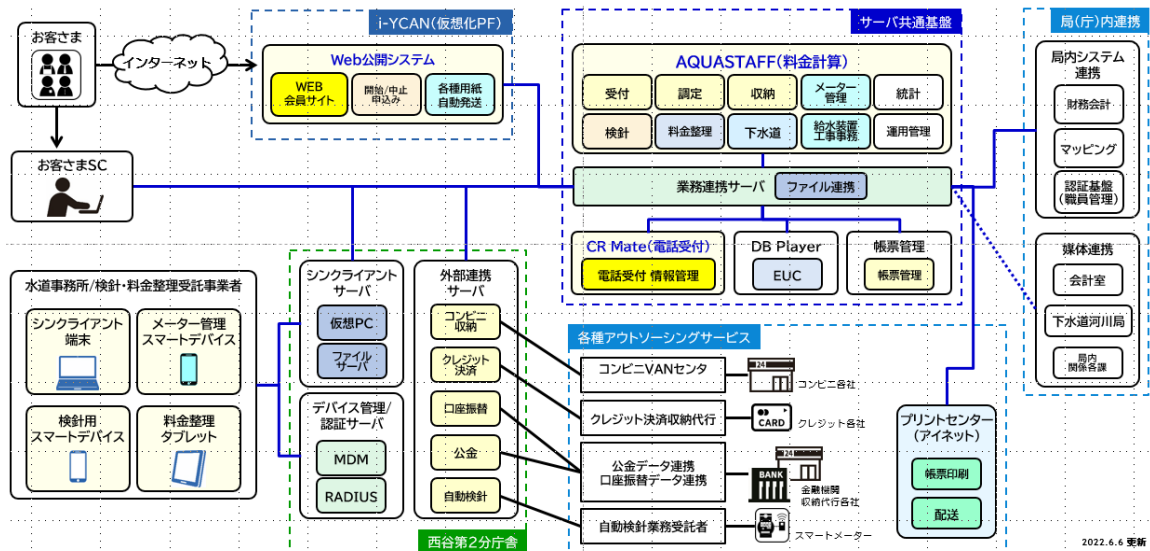 お客さま
インターネット
お客さまSC
i-YCAN(仮想化PF)
Web公開システム
WEB
会員サイト
開始/中止
申込み
各種用紙
自動発送
サーバ共通基盤
AQUASTAFF(料金計算)
受付
調定
収納
メーター
管理
統計
検針
料金整理
下水道
給水装置
工事事務
運用管理
業務連携サーバ
ファイル連携
CR Mate(電話受付)
電話受付 情報管理
DB Player
EUC
帳票管理
帳票管理
局(庁)内連携
局内システム
連携
財務会計
マッピング
認証基盤
(職員管理)
媒体連携
会計室
下水道河川局
局内
関係各課
水道事務所/検針・料金整理受託事業者
シンクライアント
端末
メーター管理
スマートデバイス
検針用
スマートデバイス
料金整理
タブレット
シンクライアント
サーバ
仮想PC
ファイル
サーバ
デバイス管理/
認証サーバ
MDM
RADIUS
外部連携
サーバ
コンビニ
収納
クレジット
決済
口座振替
公金
自動検針
西谷第2分庁舎
各種アウトソーシングサービス
コンビニVANセンタ
24
コンビニ各社
クレジット決済収納代行
CARD
クレジット各社
公金データ連携
口座振替データ連携
24
BANK
金融機関
収納代行各社
自動検針業務受託者
スマートメーター
プリントセンター
(アイネット)
帳票印刷
配送
2022.6.6 更新